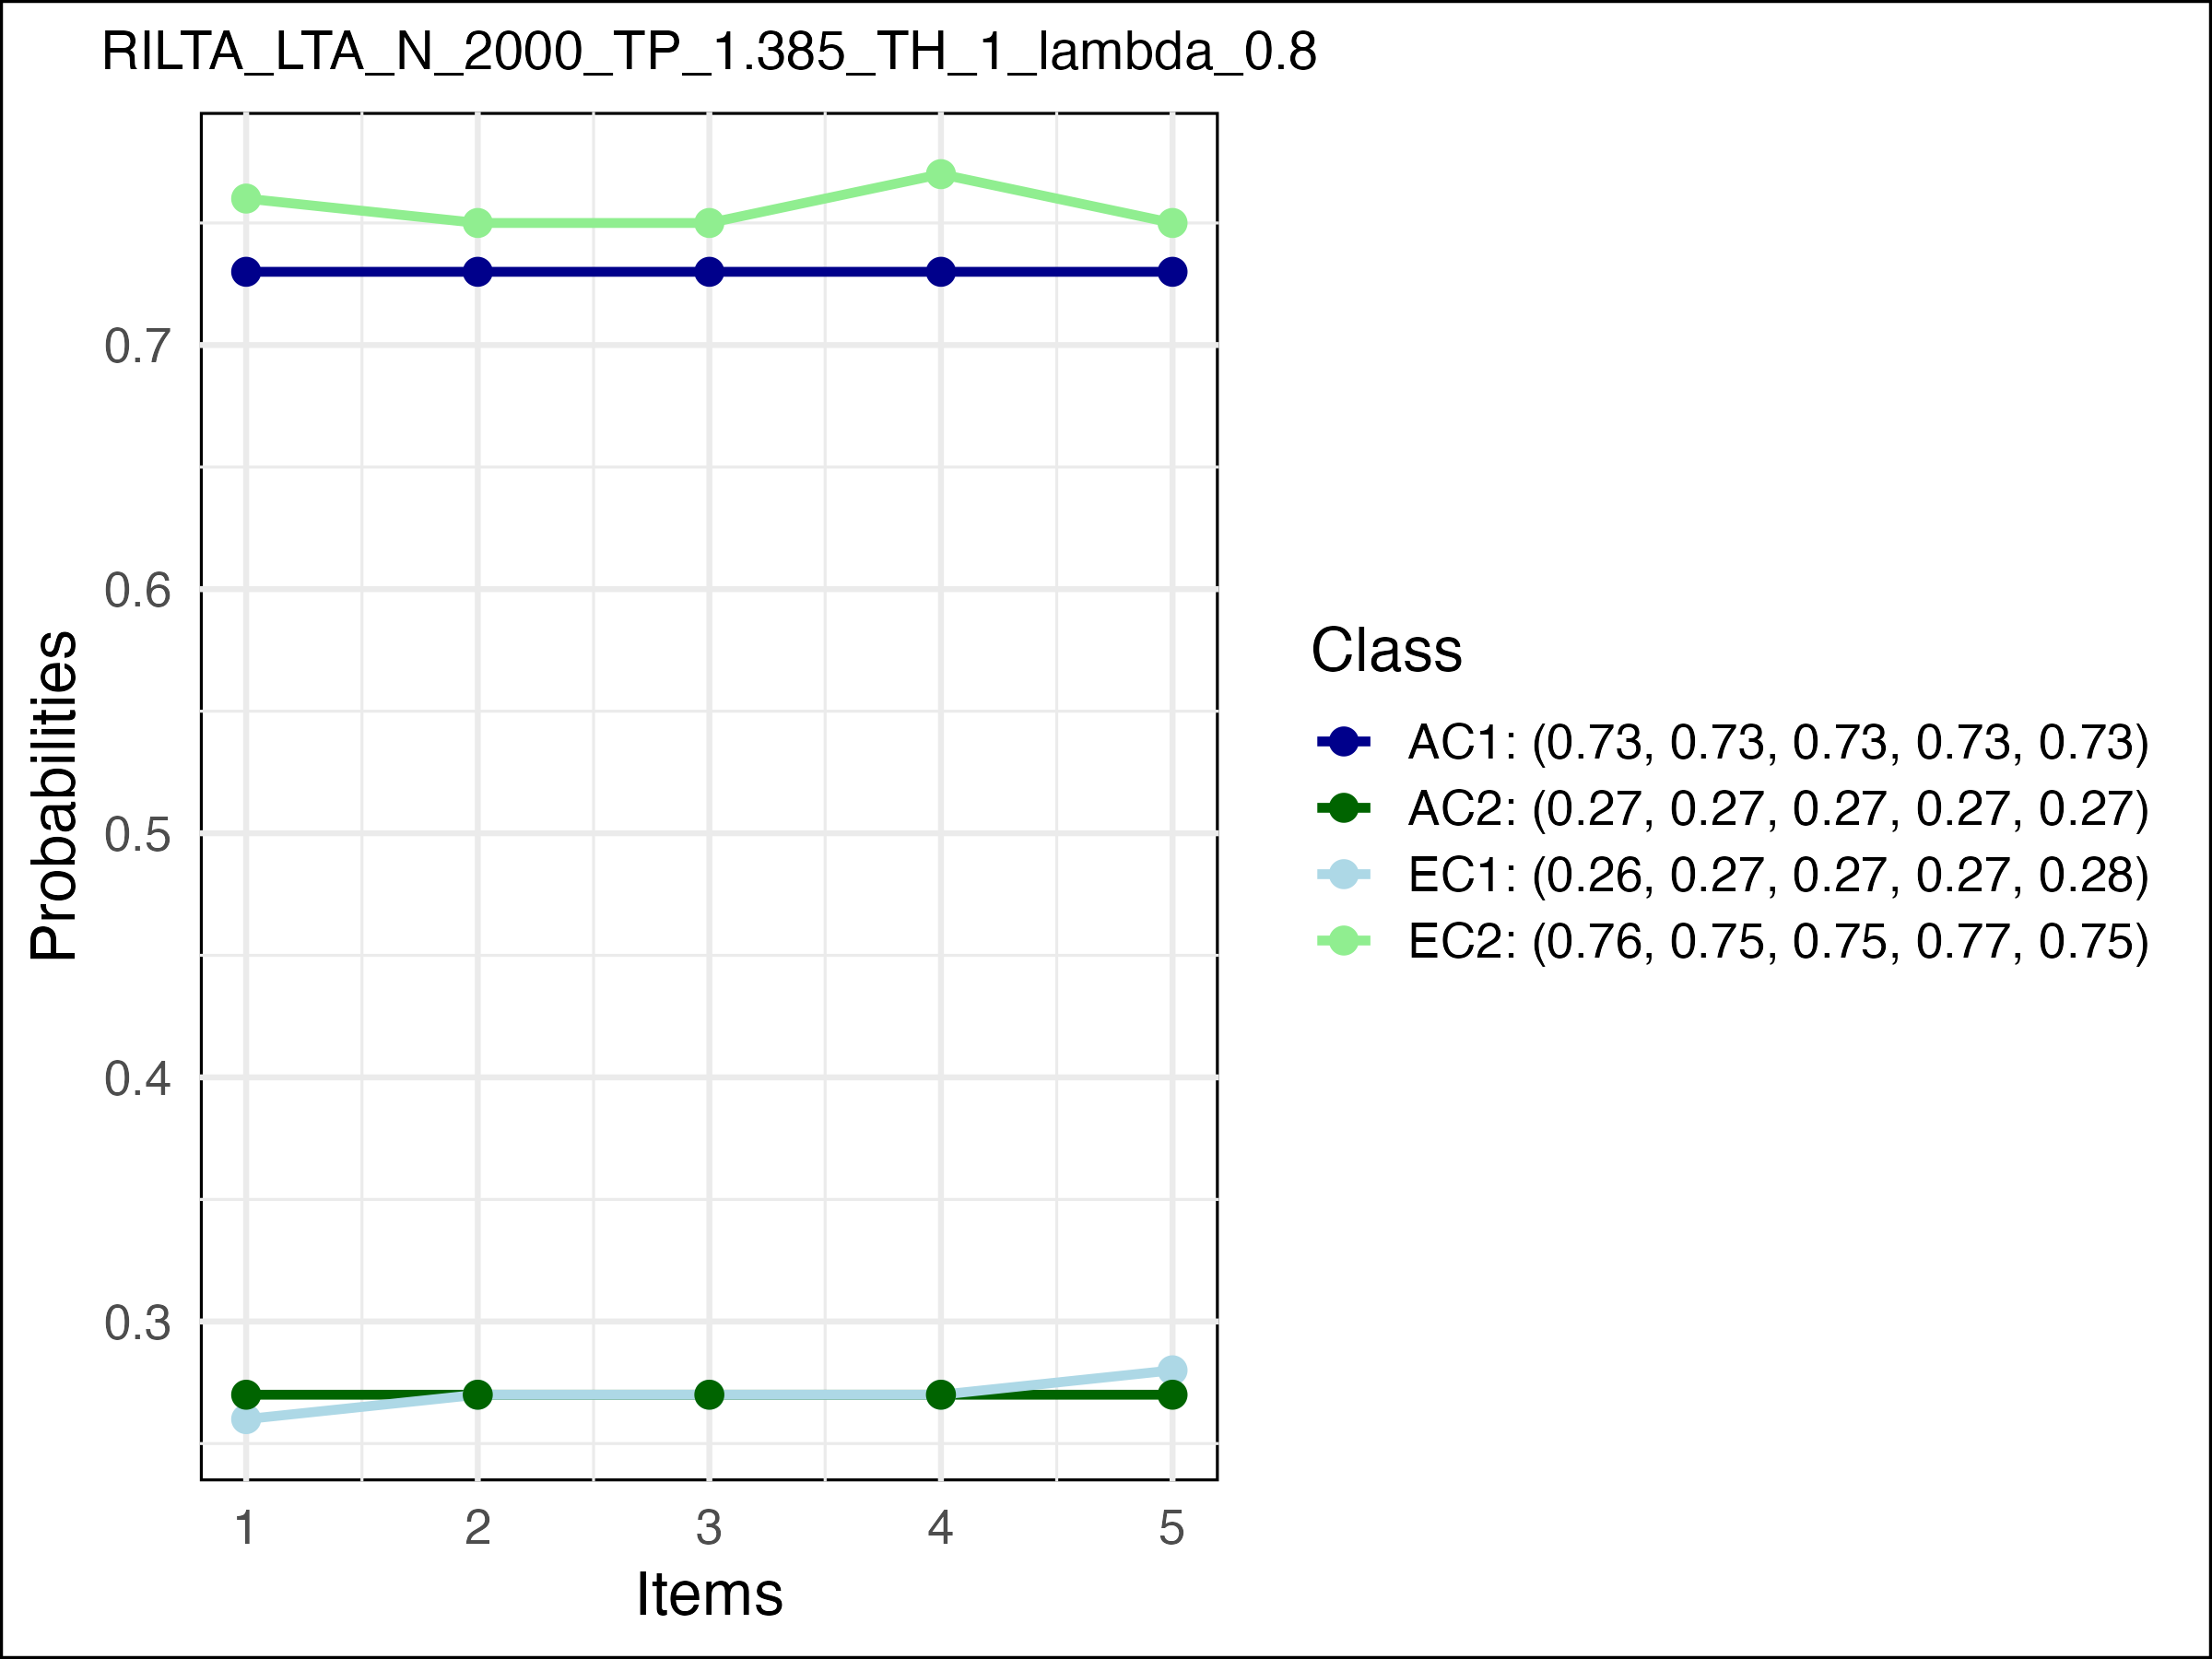 RILTA_LTA_N_2000_TP_1.385_TH_1_lambda_0.8
Probabilities
0.7
0.6
0.5
0.4
0.3
1 2 3 4 5
Items
Class
AC1: (0.73, 0.73, 0.73, 0.73, 0.73)
AC2: (0.27, 0.27, 0.27, 0.27, 0.27)
EC1: (0.26, 0.27, 0.27, 0.27, 0.28)
EC2: (0.76, 0.75, 0.75, 0.77, 0.75)